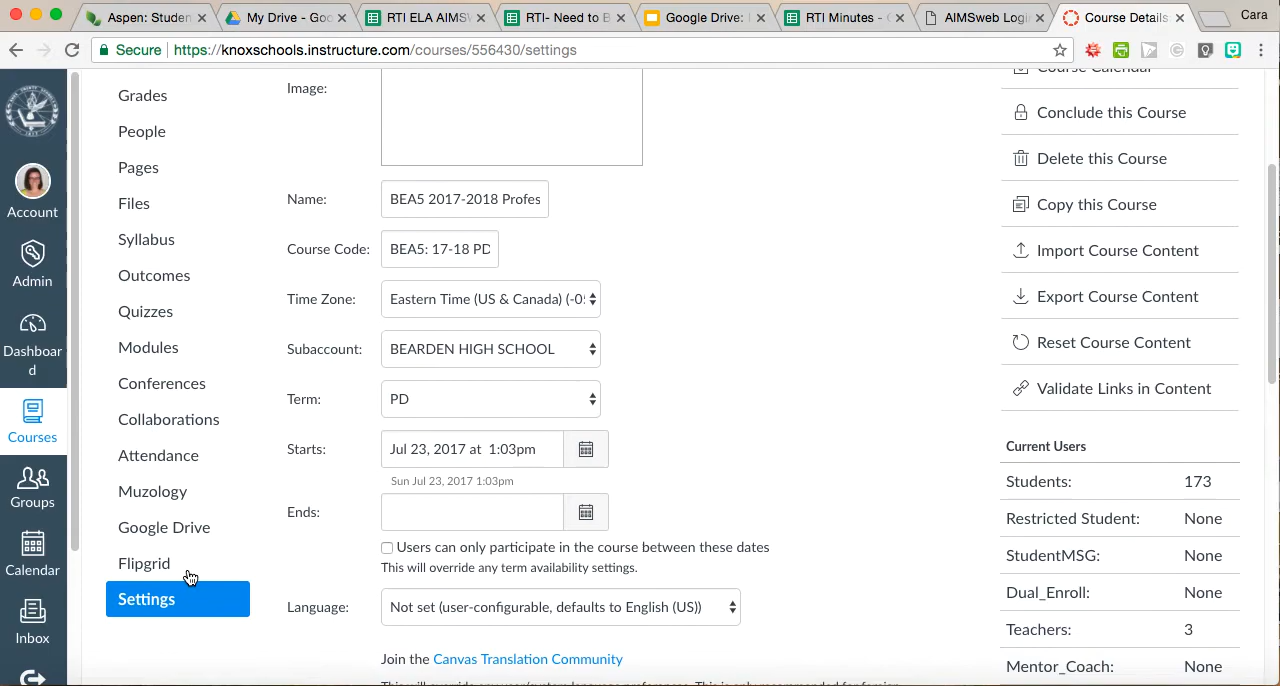 Aspen: Studen
My Drive - Goo
RTI ELA AIMSW
RTI- Need to B
Google Drive: 
RTI Minutes - G
AIMSweb Logi
Course Details
Cara
Secure
https://knoxschools.instructure.com/courses/556430/settings
Account
Admin
Dashboar
d
Courses
Groups
Calendar
Inbox
Grades
People
Pages
Files
Syllabus
Outcomes
Quizzes
Modules
Conferences
Collaborations
Attendance
Muzology
Google Drive
Flipgrid
Settings
Image:
Name:
BEA5 2017-2018 Profes
Course Code:
BEA5: 17-18 PD
Time Zone:
Eastern Time (US & Canada) (-05
Subaccount:
BEARDEN HIGH SCHOOL
Term:
PD
Starts:
Jul 23, 2017 at 1:03pm
Sun Jul 23, 2017 1:03pm
Ends:
Users can only participate in the course between these dates
This will override any term availability settings.
Language:
Not set (user-configurable, defaults to English (US))
Join the Canvas Translation Community
Course Calendar
Conclude this Course
Delete this Course
Copy this Course
Import Course Content
Export Course Content
Reset Course Content
Validate Links in Content
Current Users
Students: 173
Restricted Student: None
StudentMSG: None
Dual_Enroll: None
Teachers: 3
Mentor_Coach: None